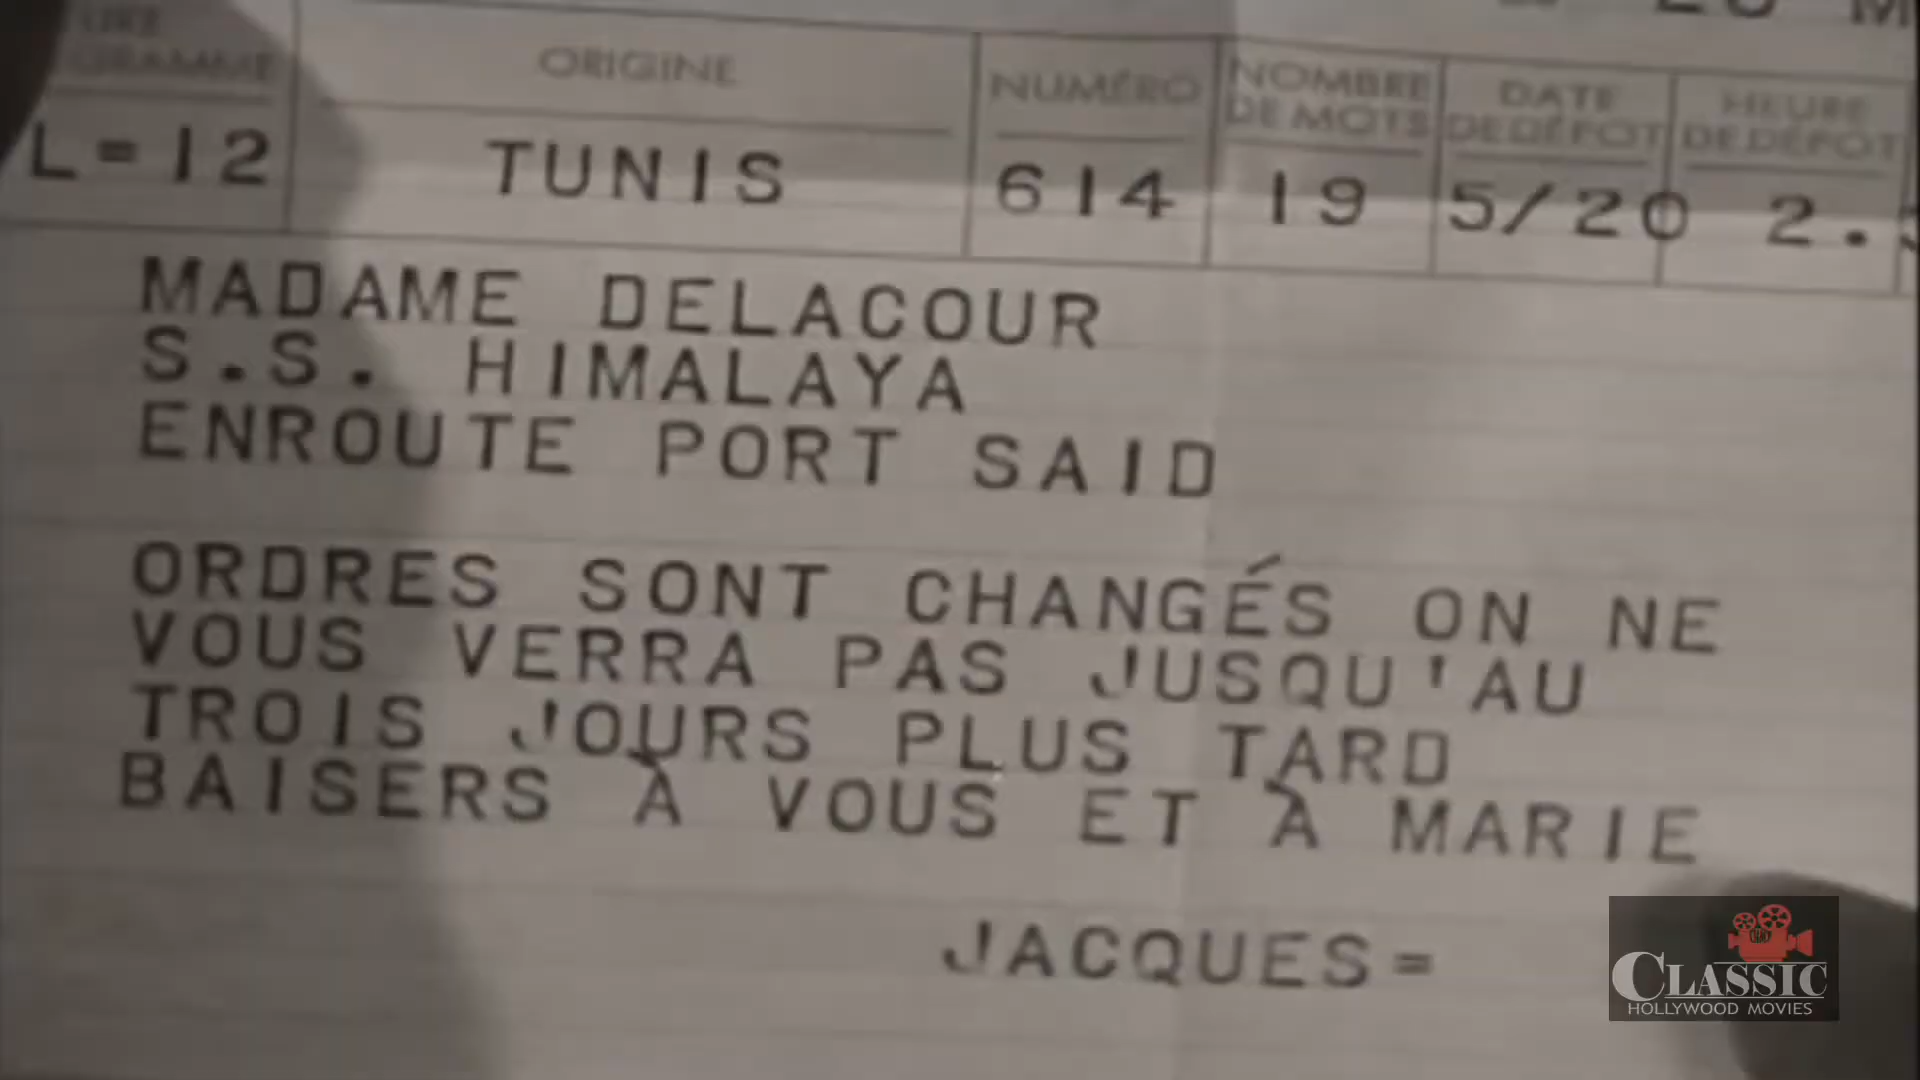 ORIGINE
NUMÉRO
NOMBRE DE MOTS
DATE DE DÉPÔT
HEURE DE DÉPÔT
L=12
TUNIS
614
19
5/20
2.
MADAME DELACOUR
S.S. HIMALAYA
ENROUTE PORT SAID
ORDRES SONT CHANGÉS ON NE
VOUS VERRA PAS JUSQU'AU
TROIS JOURS PLUS TARD
BAISERS À VOUS ET À MARIE
JACQUES=
CLASSIC
HOLLYWOOD MOVIES